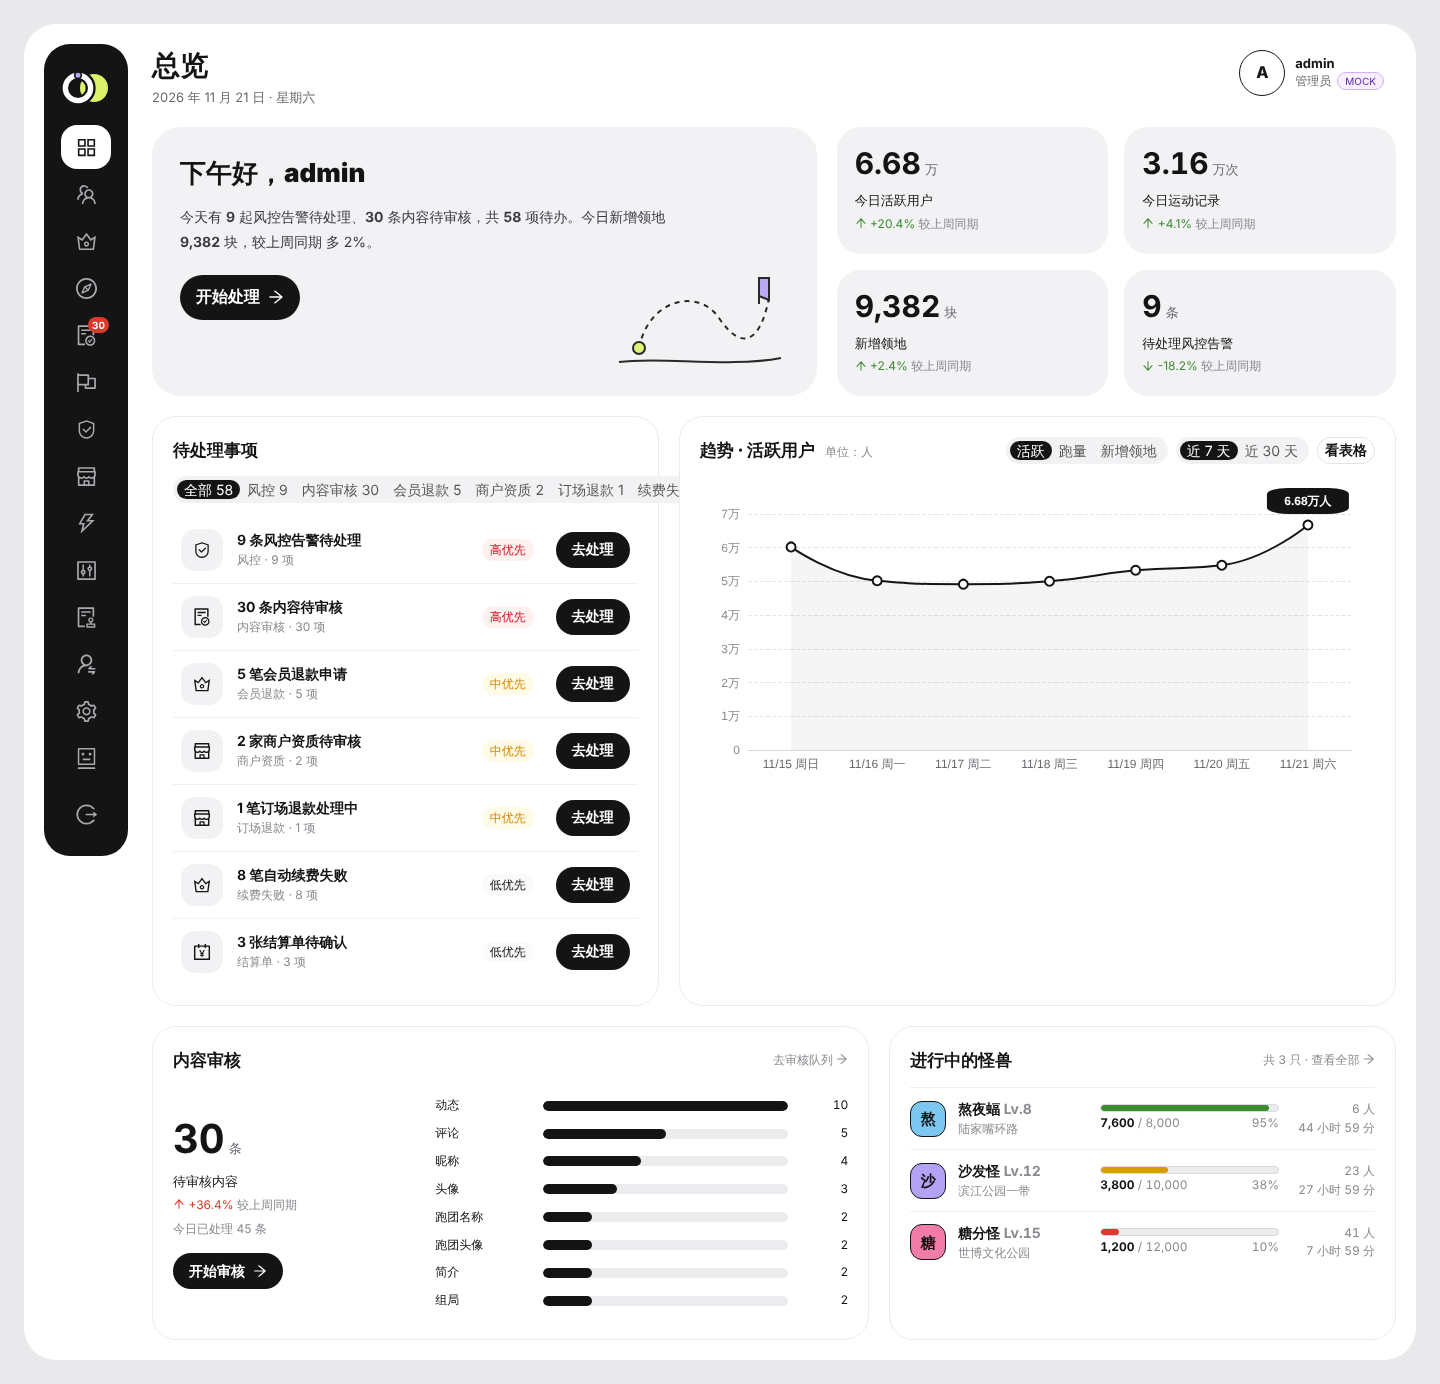 总览
2026 年 11 月 21 日 · 星期六
A
admin
管理员 MOCK
30
下午好，admin
今天有 9 起风控告警待处理、30 条内容待审核，共 58 项待办。今日新增领地
9,382 块，较上周同期 多 2%。
开始处理
6.68 万
今日活跃用户
+20.4% 较上周同期
3.16 万次
今日运动记录
+4.1% 较上周同期
9,382 块
新增领地
+2.4% 较上周同期
9 条
待处理风控告警
-18.2% 较上周同期
待处理事项
全部 58 风控 9 内容审核 30 会员退款 5 商户资质 2 订场退款 1 续费失
9 条风控告警待处理
风控 · 9 项
高优先
去处理
30 条内容待审核
内容审核 · 30 项
高优先
去处理
5 笔会员退款申请
会员退款 · 5 项
中优先
去处理
2 家商户资质待审核
商户资质 · 2 项
中优先
去处理
1 笔订场退款处理中
订场退款 · 1 项
中优先
去处理
8 笔自动续费失败
续费失败 · 8 项
低优先
去处理
3 张结算单待确认
结算单 · 3 项
低优先
去处理
趋势 · 活跃用户 单位：人
活跃 跑量 新增领地
近 7 天 近 30 天
看表格
6.68万人
7万
6万
5万
4万
3万
2万
1万
0
11/15 周日 11/16 周一 11/17 周二 11/18 周三 11/19 周四 11/20 周五 11/21 周六
内容审核
去审核队列
30 条
待审核内容
+36.4% 较上周同期
今日已处理 45 条
开始审核
动态 10
评论 5
昵称 4
头像 3
跑团名称 2
跑团头像 2
简介 2
组局 2
进行中的怪兽
共 3 只 · 查看全部
熬
熬夜蝠 Lv.8
陆家嘴环路
7,600 / 8,000 95%
6 人
44 小时 59 分
沙
沙发怪 Lv.12
滨江公园一带
3,800 / 10,000 38%
23 人
27 小时 59 分
糖
糖分怪 Lv.15
世博文化公园
1,200 / 12,000 10%
41 人
7 小时 59 分